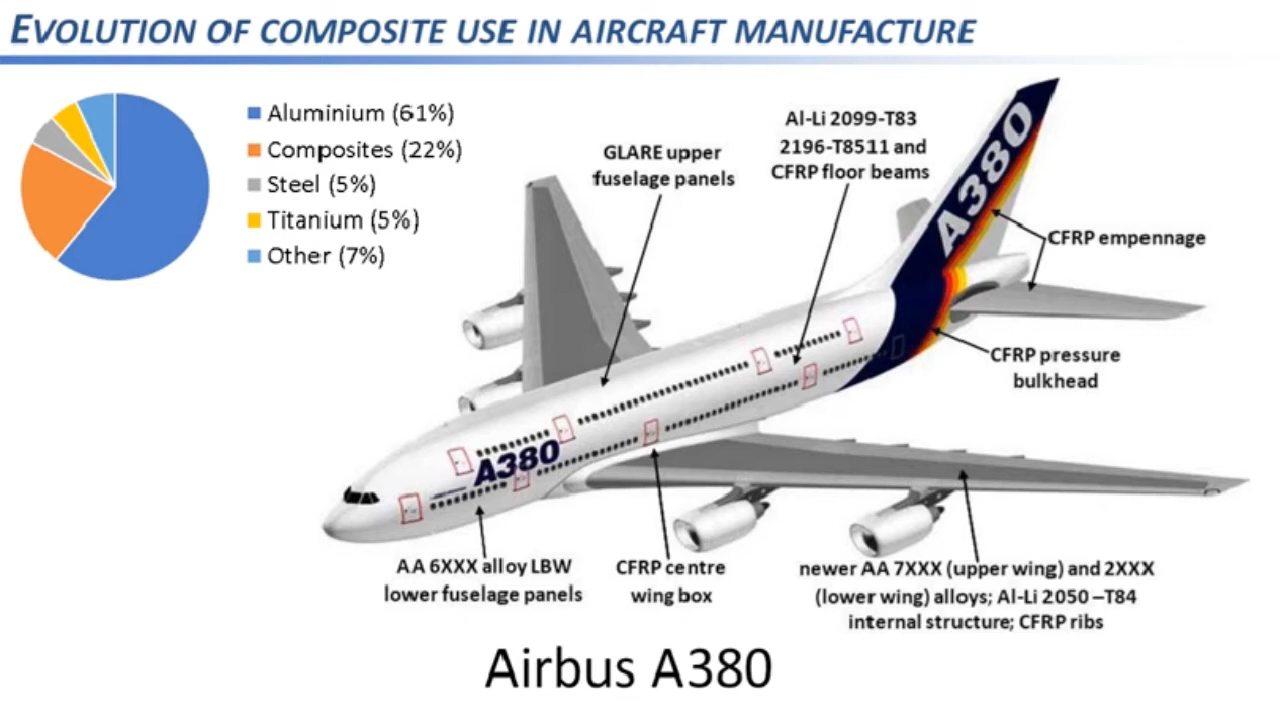 EVOLUTION OF COMPOSITE USE IN AIRCRAFT MANUFACTURE
Aluminium (61%)
Composites (22%)
Steel (5%)
Titanium (5%)
Other (7%)
GLARE upper
fuselage panels
Al-Li 2099-T83
2196-T8511 and
CFRP floor beams
A380
CFRP empennage
CFRP pressure
bulkhead
A380
AA 6XXX alloy LBW
lower fuselage panels
CFRP centre
wing box
newer AA 7XXX (upper wing) and 2XXX
(lower wing) alloys; Al-Li 2050 –T84
internal structure; CFRP ribs
Airbus A380